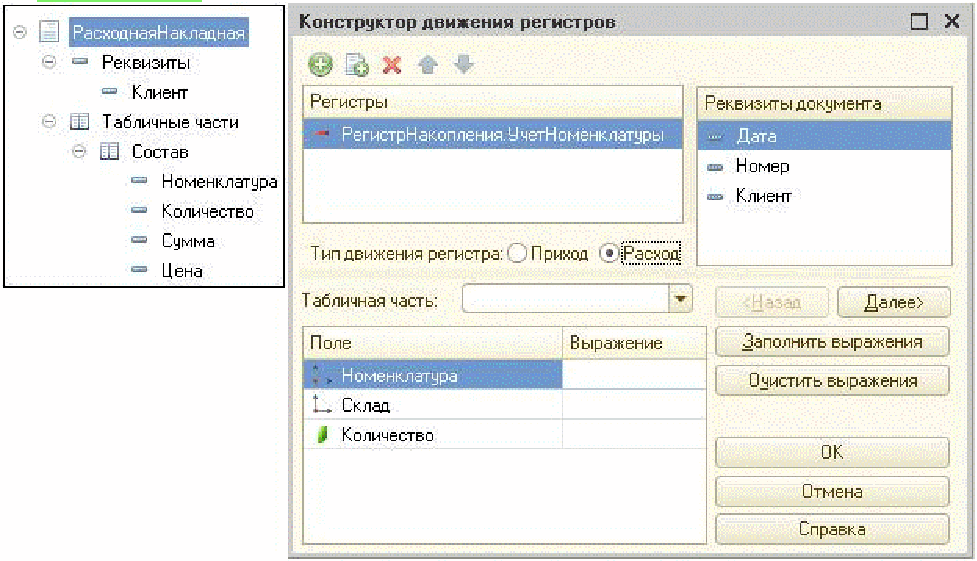 РасходнаяНакладная
Реквизиты
Клиент
Табличные части
Состав
Номенклатура
Количество
Сумма
Цена
Конструктор движения регистров
Регистры
РегистрНакопления.УчетНоменклатуры
Реквизиты документа
Дата
Номер
Клиент
Тип движения регистра: Приход Расход
Табличная часть:
<Назад Далее>
Поле Выражение
Номенклатура
Склад
Количество
Заполнить выражения
Очистить выражения
ОК
Отмена
Справка